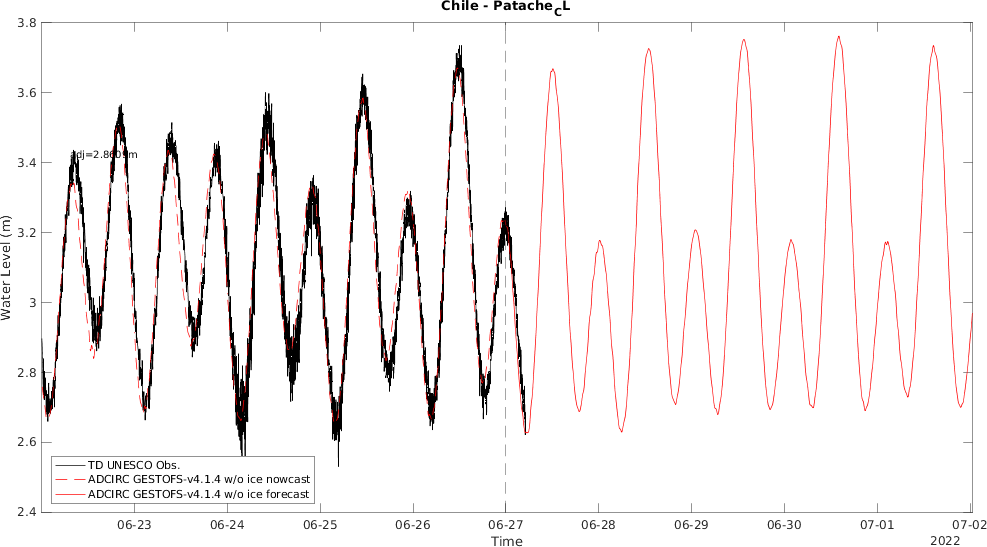 Chile - Patache_CL
3.8
3.6
3.4
3.2
3
2.8
2.6
2.4
Water Level (m)
TD UNESCO Obs.
ADCIRC GESTOFS-v4.1.4 w/o ice nowcast
ADCIRC GESTOFS-v4.1.4 w/o ice forecast
06-23 06-24 06-25 06-26 06-27 06-28 06-29 06-30 07-01 07-02
Time
2022